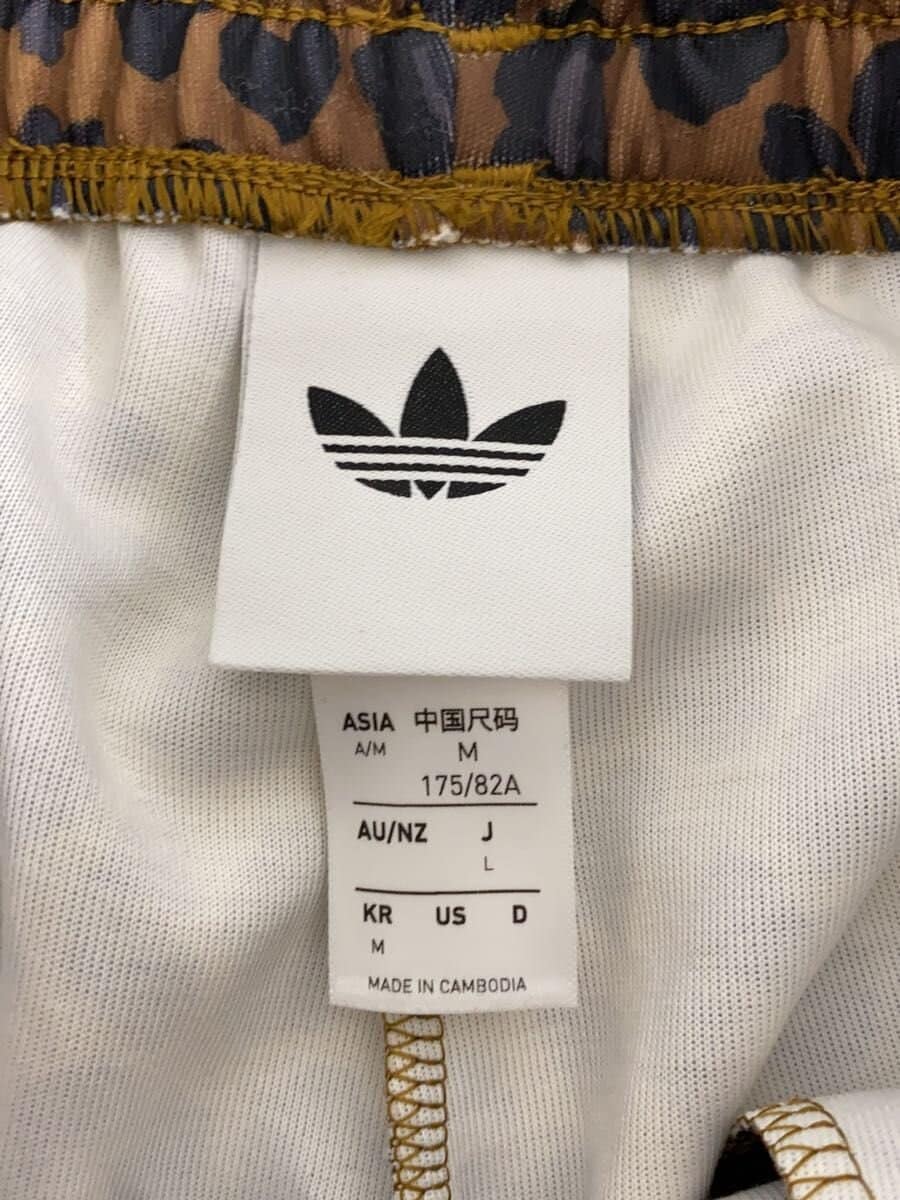 ASIA 中国尺码
A/M M
175/82A
AU/NZ J
L
KR US D
M
MADE IN CAMBODIA